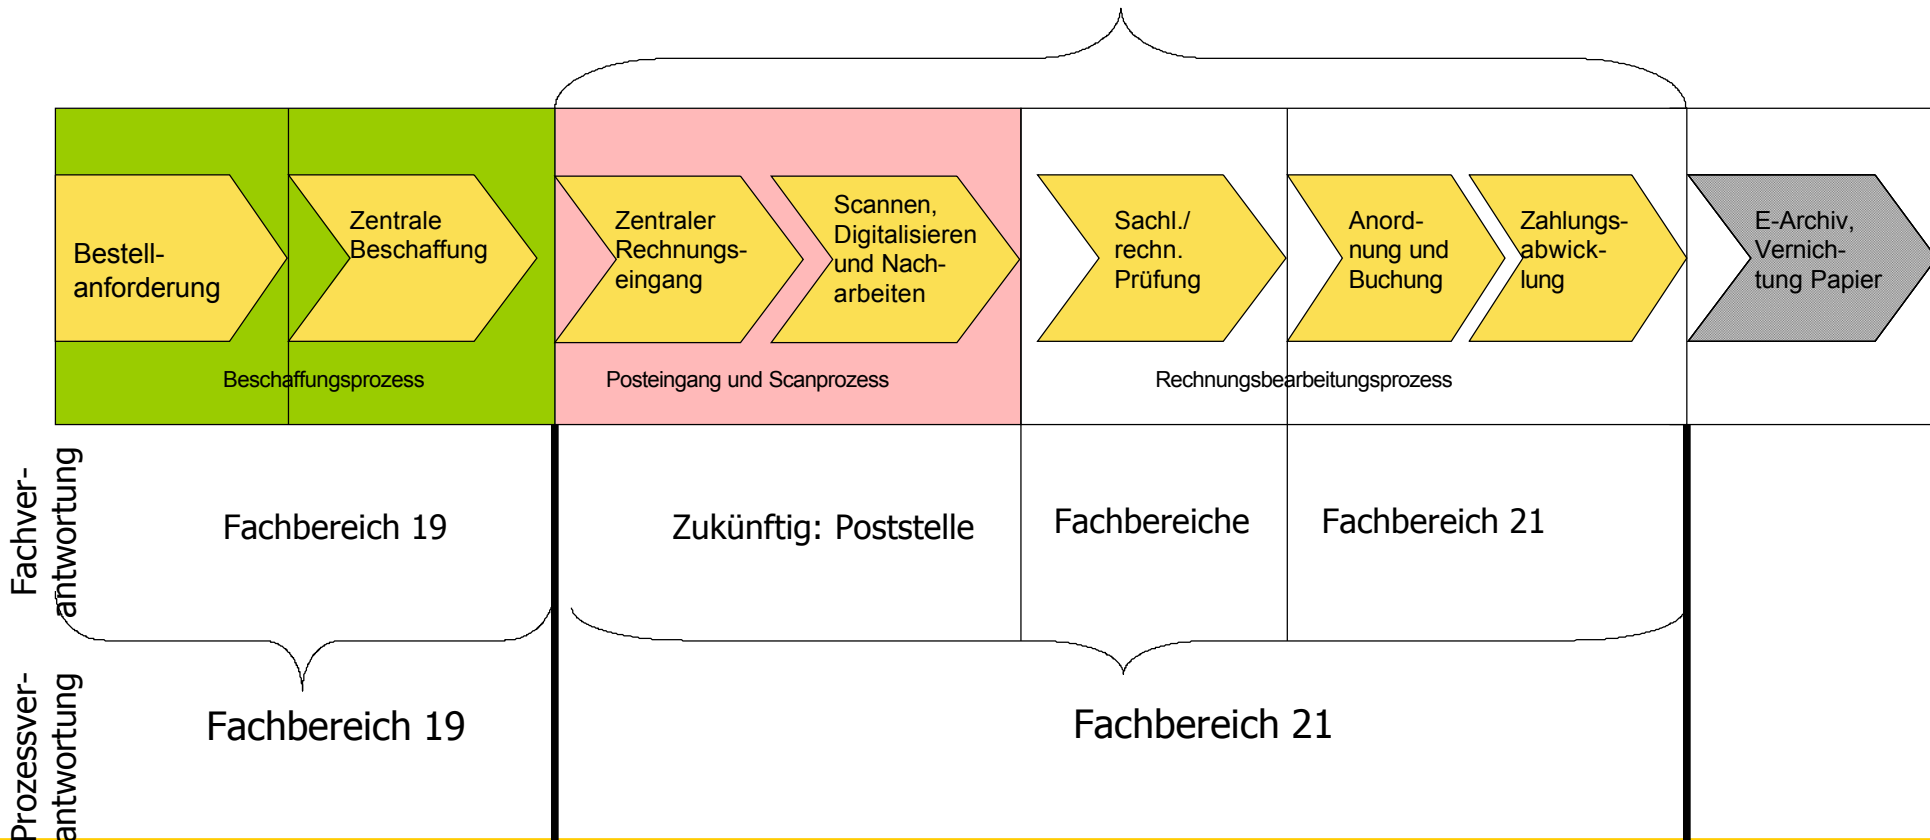 Bestell-
anforderung
Zentrale
Beschaffung
Zentraler
Rechnungs-
eingang
Scannen,
Digitalisieren
und Nach-
arbeiten
Sachl./
rechn.
Prüfung
Anord-
nung und
Buchung
Zahlungs-
abwick-
lung
E-Archiv,
Vernich-
tung Papier
Beschaffungsprozess
Posteingang und Scanprozess
Rechnungsbearbeitungsprozess
Fachver-
antwortung
Fachbereich 19
Zukünftig: Poststelle
Fachbereiche
Fachbereich 21
Prozessver-
antwortung
Fachbereich 19
Fachbereich 21